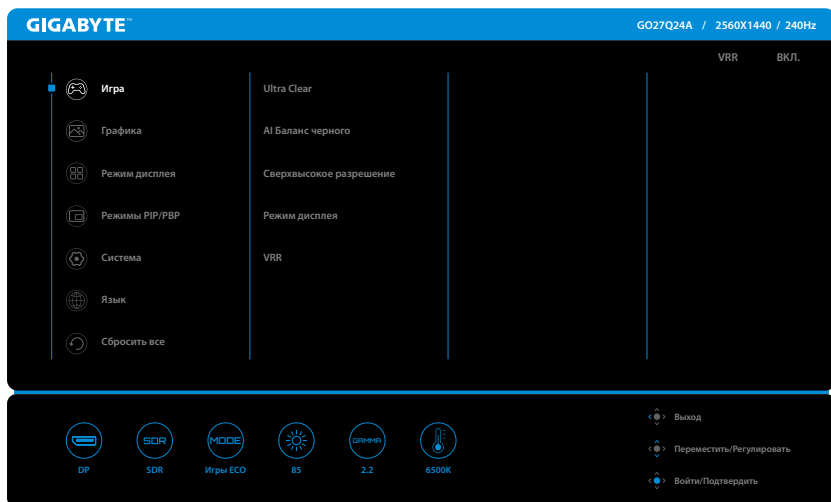 GIGABYTE™
GO27Q24A / 2560X1440 / 240Hz
VRR ВКЛ.
Игра
Графика
Режим дисплея
Режимы PIP/PBP
Система
Язык
Сбросить все
Ultra Clear
AI Баланс черного
Сверхвысокое разрешение
Режим дисплея
VRR
SDR
MODE
GAMMA
DP
SDR
Игры ECO
85
2.2
6500K
Выход
Переместить/Регулировать
Войти/Подтвердить